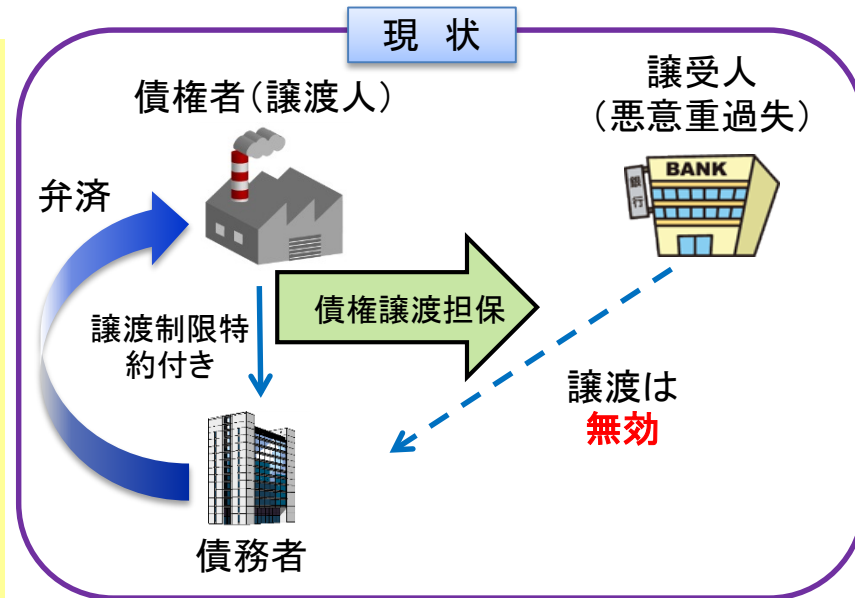 現 状
債権者(譲渡人)
譲受人
(悪意重過失)
BANK
銀行
弁済
債権譲渡担保
譲渡制限特
約付き
譲渡は
無効
債務者